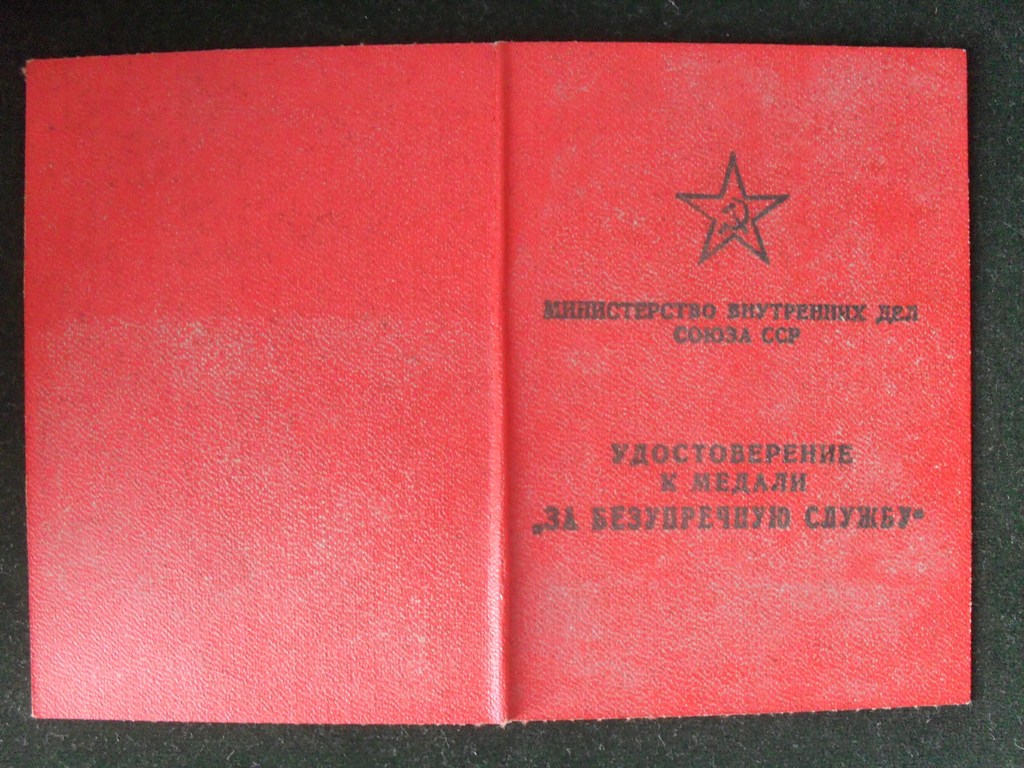 МИНИСТЕРСТВО ВНУТРЕННИХ ДЕЛ
СОЮЗА ССР
УДОСТОВЕРЕНИЕ
К МЕДАЛИ
„ЗА БЕЗУПРЕЧНУЮ СЛУЖБУ“